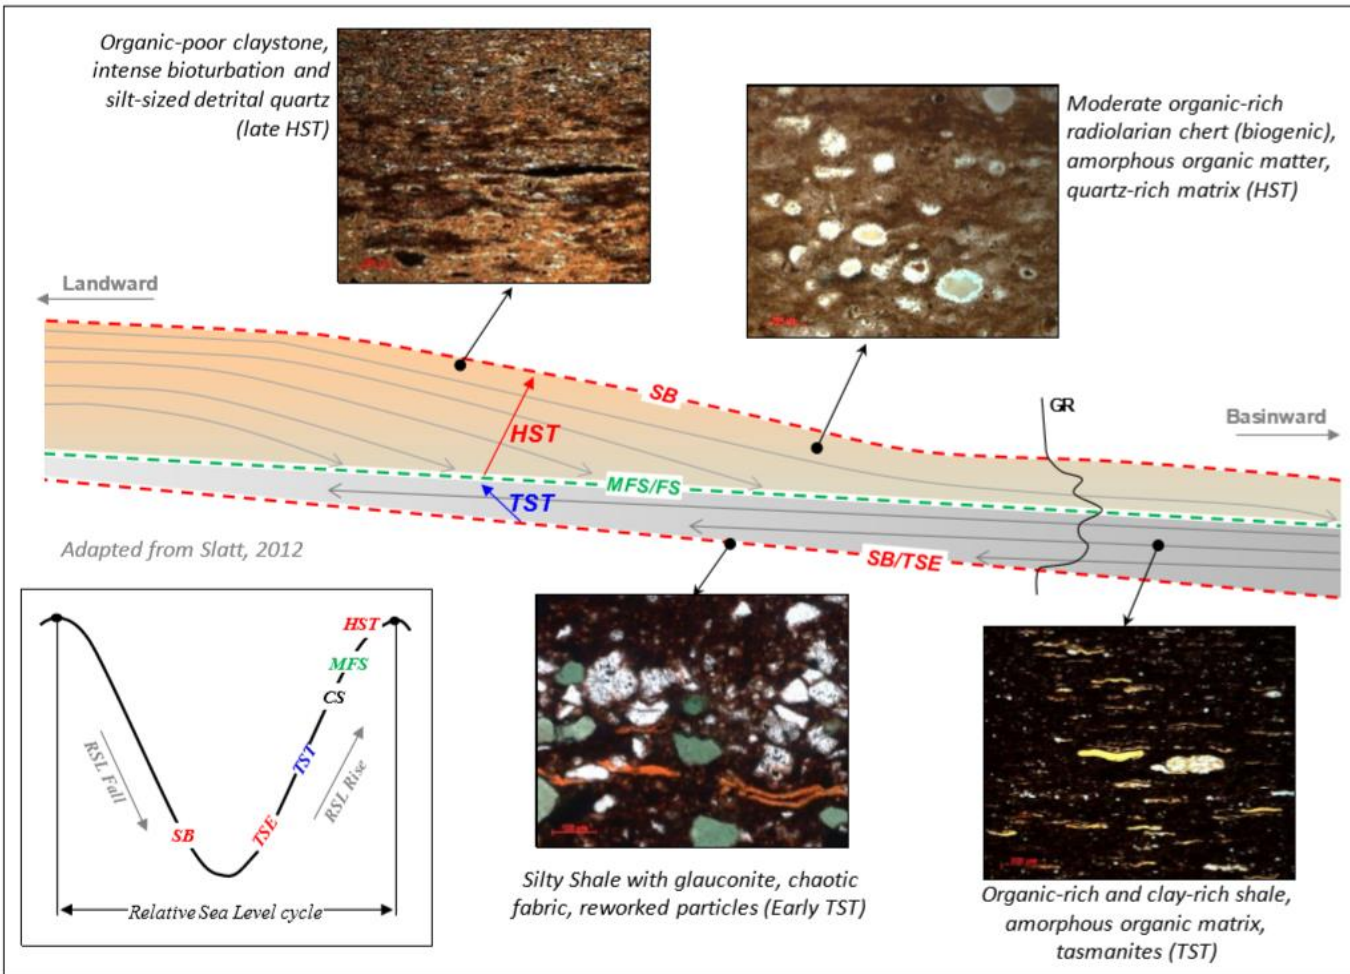 Organic-poor claystone,
intense bioturbation and
silt-sized detrital quartz
(late HST)
Moderate organic-rich
radiolarian chert (biogenic),
amorphous organic matter,
quartz-rich matrix (HST)
Landward
SB
GR
Basinward
HST
MFS/FS
TST
SB/TSE
Adapted from Slatt, 2012
HST
MFS
CS
TST
RSL Fall
RSL Rise
SB
TSE
Relative Sea Level cycle
Silty Shale with glauconite, chaotic
fabric, reworked particles (Early TST)
Organic-rich and clay-rich shale,
amorphous organic matrix,
tasmanites (TST)